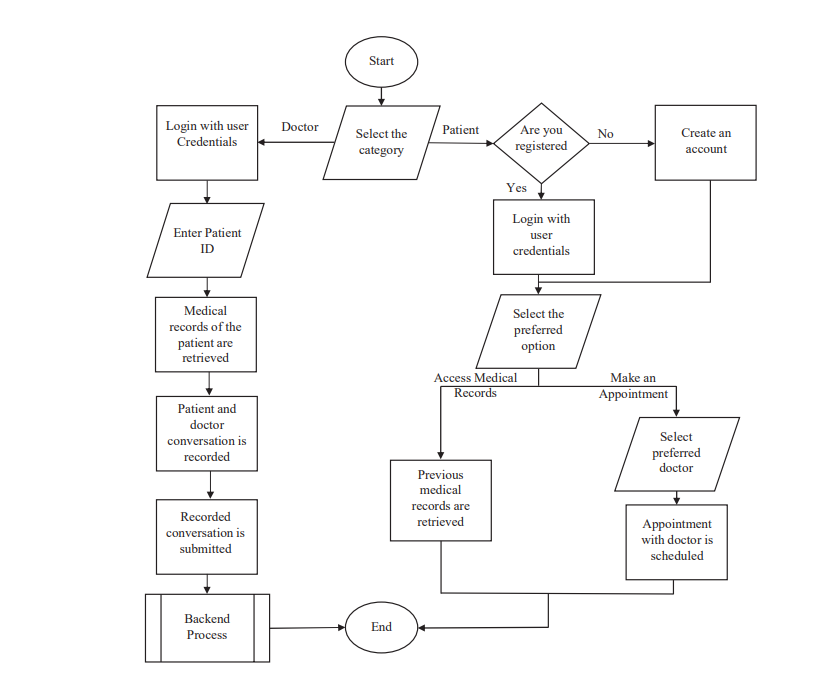 Start
Login with user
Credentials
Doctor
Select the
category
Patient
Are you
registered
No
Create an
account
Yes
Enter Patient
ID
Login with
user
credentials
Medical
records of the
patient are
retrieved
Select the
preferred
option
Access Medical
Records
Make an
Appointment
Patient and
doctor
conversation is
recorded
Select
preferred
doctor
Previous
medical
records are
retrieved
Recorded
conversation is
submitted
Appointment
with doctor is
scheduled
Backend
Process
End